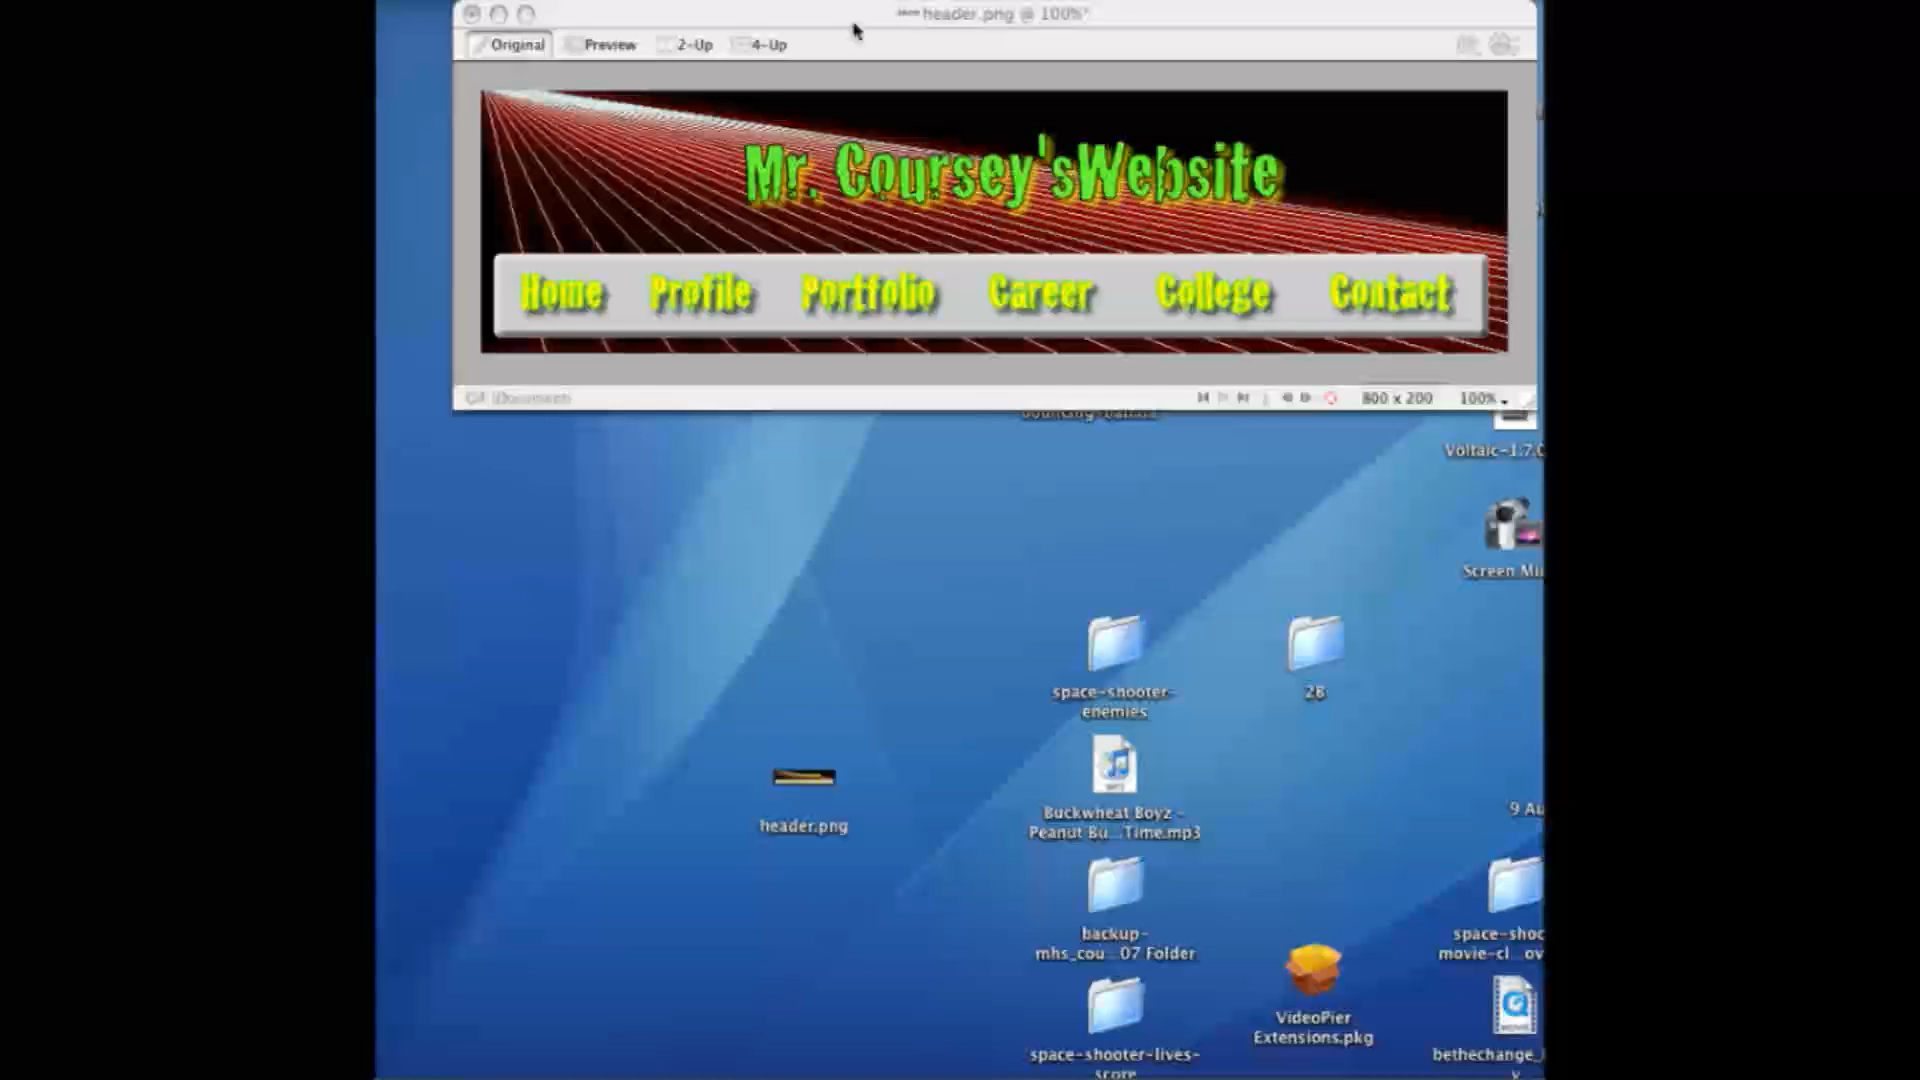 header.png @ 100%*
Original Preview 2-Up 4-Up
Mr. Coursey'sWebsite
Home Profile Portfolio Career College Contact
GIF (Document)
800 x 200 100%
Voltaic-1.7.0
Screen Mi
space-shooter-
enemies
28
header.png
Buckwheat Boyz -
Peanut Bu...Time.mp3
9 Au
backup-
mhs_cou...07 Folder
space-shoo
movie-cl...ov
VideoPier
Extensions.pkg
space-shooter-lives-
score
bethechange_